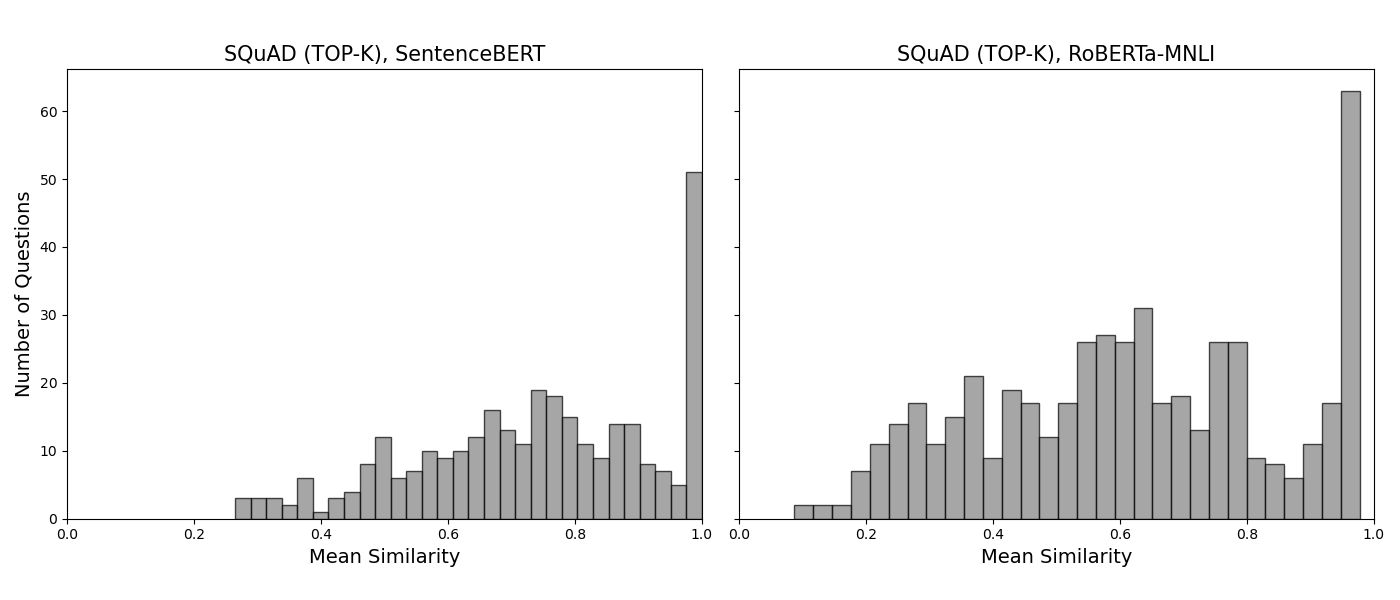 SQuAD (TOP-K), SentenceBERT
Number of Questions
60
50
40
30
20
10
0
0.0 0.2 0.4 0.6 0.8 1.0
Mean Similarity
SQuAD (TOP-K), RoBERTa-MNLI
0.0 0.2 0.4 0.6 0.8 1.0
Mean Similarity